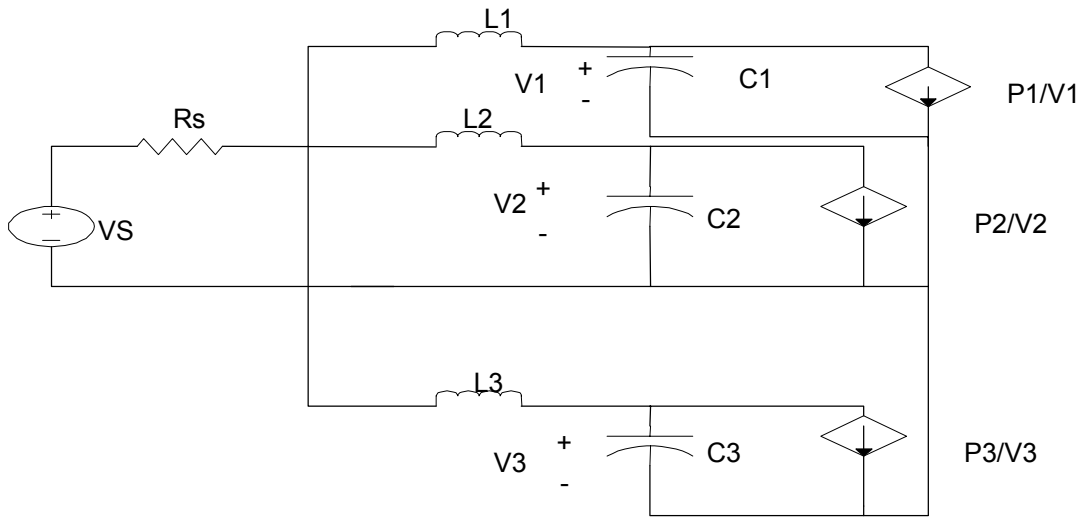 L1
V1
+
-
C1
P1/V1
Rs
L2
V2
+
-
C2
P2/V2
+
-
VS
L3
V3
+
-
C3
P3/V3